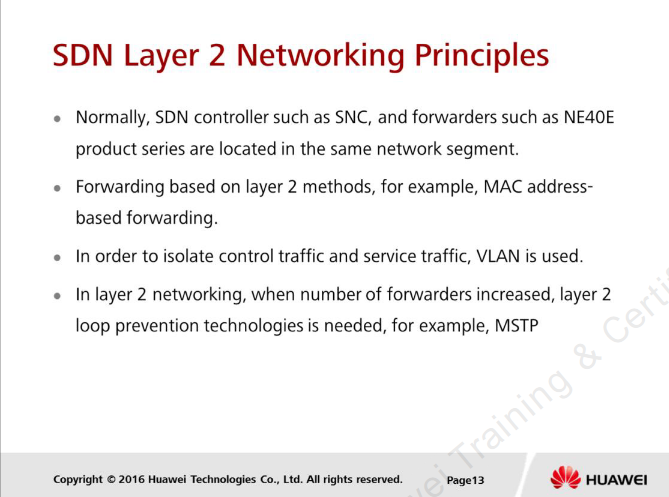 SDN Layer 2 Networking Principles
● Normally, SDN controller such as SNC, and forwarders such as NE40E
product series are located in the same network segment.
● Forwarding based on layer 2 methods, for example, MAC address-
based forwarding.
● In order to isolate control traffic and service traffic, VLAN is used.
● In layer 2 networking, when number of forwarders increased, layer 2
loop prevention technologies is needed, for example, MSTP
Training &
Copyright © 2016 Huawei Technologies Co., Ltd. All rights reserved.
Page13
HUAWEI